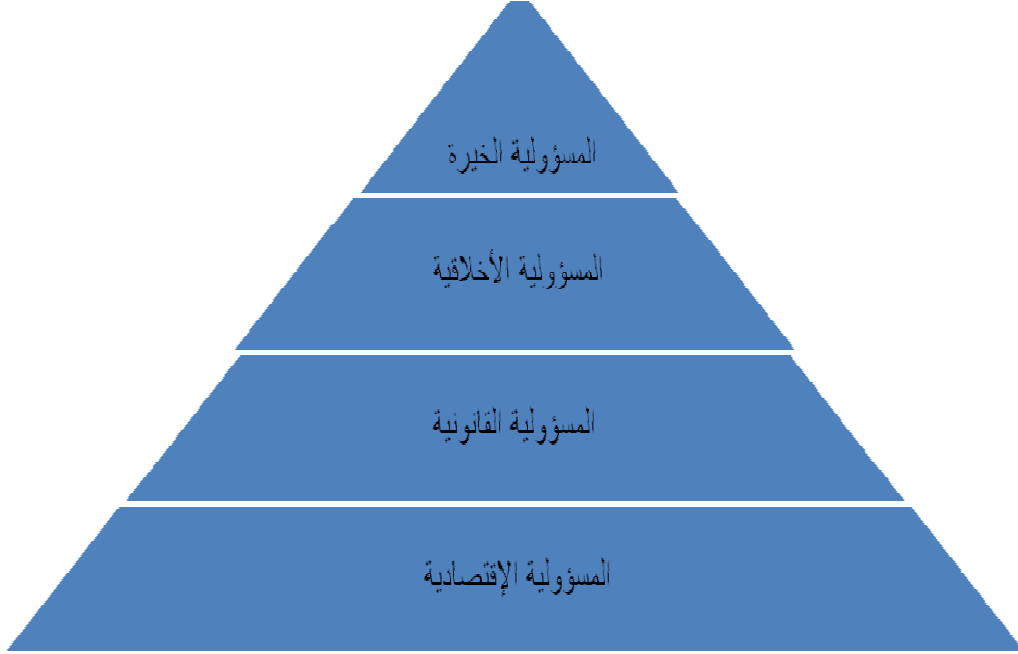 المسؤولية الخيرة
المسؤولية الأخلاقية
المسؤولية القانونية
المسؤولية الإقتصادية